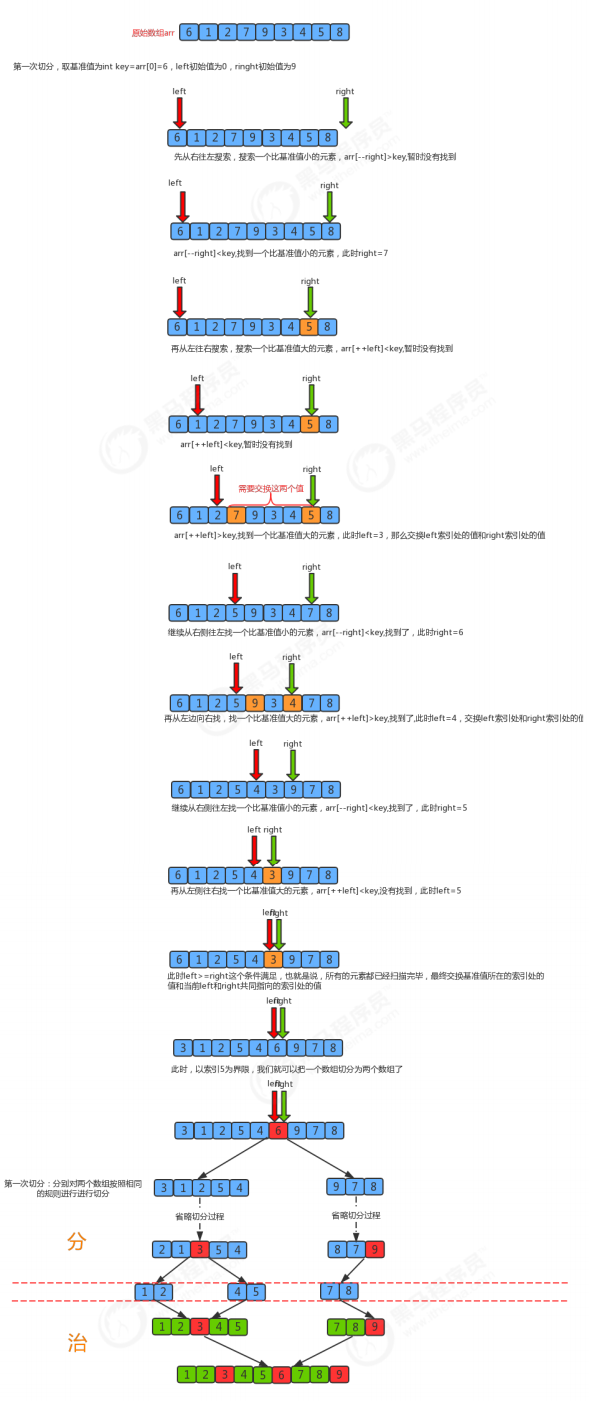 原始数组arr 6 1 2 7 9 3 4 5 8
第一次切分，取基准值为int key=arr[0]=6，left初始值为0，ringht初始值为9
left right
6 1 2 7 9 3 4 5 8
先从右往左搜索，搜索一个比基准值小的元素，arr[--right]>key,暂时没有找到
left right
6 1 2 7 9 3 4 5 8
arr[--right]<key,找到一个比基准值小的元素，此时right=7
left right
6 1 2 7 9 3 4 5 8
再从左往右搜索，搜索一个比基准值大的元素，arr[++left]<key,暂时没有找到
left right
6 1 2 7 9 3 4 5 8
arr[++left]<key,暂时没有找到
left right
需要交换这两个值
6 1 2 7 9 3 4 5 8
arr[++left]>key,找到一个比基准值大的元素，此时left=3，那么交换left索引处的值和right索引处的值
left right
6 1 2 5 9 3 4 7 8
继续从右侧往左找一个比基准值小的元素，arr[--right]<key,找到了，此时right=6
left right
6 1 2 5 9 3 4 7 8
再从左边向右找，找一个比基准值大的元素，arr[++left]>key,找到了,此时left=4，交换left索引处和right索引处的
left right
6 1 2 5 4 3 9 7 8
继续从右侧往左找一个比基准值小的元素，arr[--right]<key,找到了，此时right=5
left right
6 1 2 5 4 3 9 7 8
再从左侧往右找一个比基准值大的元素，arr[++left]<key,没有找到，此时left=5
left right
6 1 2 5 4 3 9 7 8
此时left>=right这个条件满足，也就是说，所有的元素都已经扫描完毕，最终交换基准值所在的索引处的
值和当前left和right共同指向的索引处的值
left right
3 1 2 5 4 6 9 7 8
此时，以索引5为界限，我们就可以把一个数组切分为两个数组了
left right
3 1 2 5 4 6 9 7 8
第一次切分：分别对两个数组按照相同
的规则进行进行切分
3 1 2 5 4 9 7 8
省略切分过程 省略切分过程
分
2 1 3 5 4 8 7 9
1 2 4 5 7 8
治
1 2 3 4 5 7 8 9
1 2 3 4 5 6 7 8 9